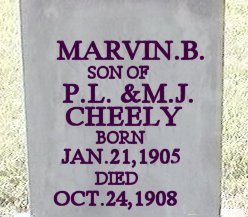 MARVIN.B.
SON OF
P.L. &M.J.
CHEELY
BORN
JAN.21,1905
DIED
OCT.24,1908